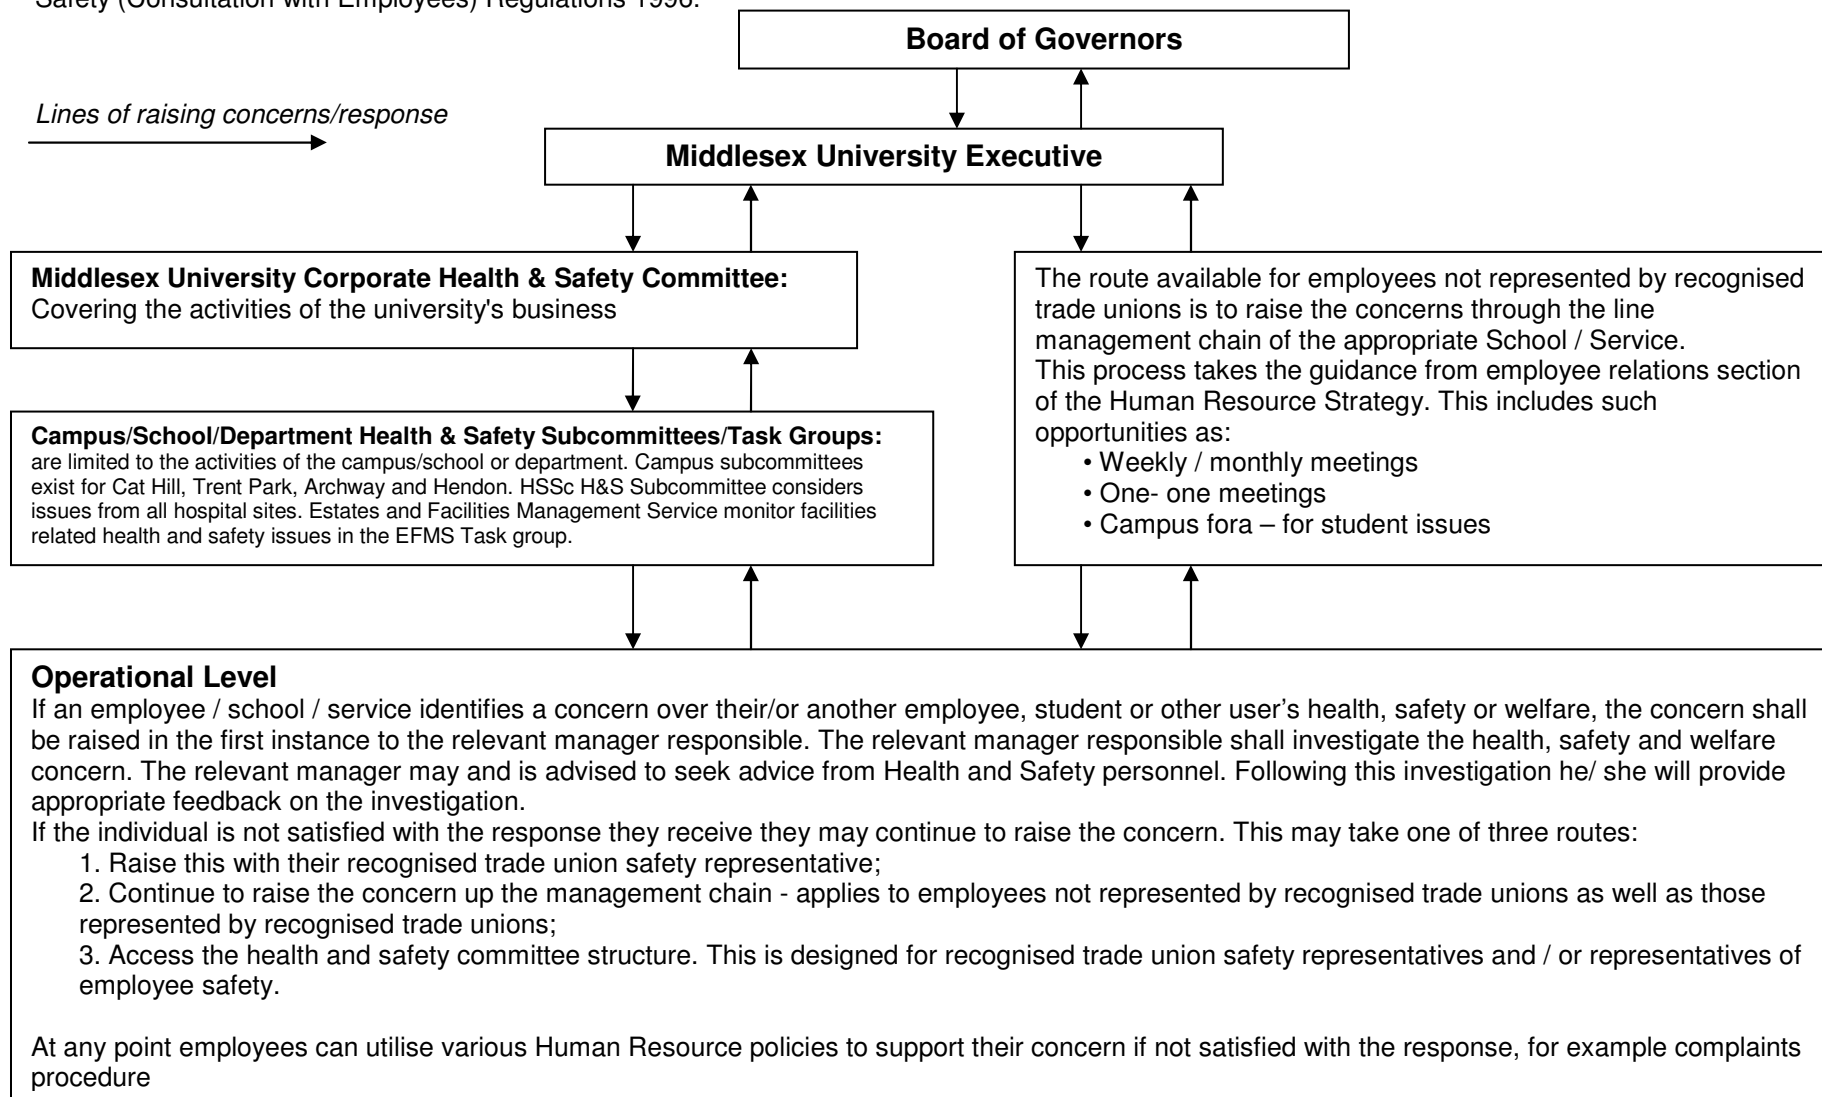 Safety (Consultation with Employees) Regulations 1996.
Board of Governors
Lines of raising concerns/response
Middlesex University Executive
Middlesex University Corporate Health & Safety Committee:
Covering the activities of the university's business
The route available for employees not represented by recognised
trade unions is to raise the concerns through the line
management chain of the appropriate School / Service.
This process takes the guidance from employee relations section
of the Human Resource Strategy. This includes such
opportunities as:
• Weekly / monthly meetings
• One- one meetings
• Campus fora – for student issues
Campus/School/Department Health & Safety Subcommittees/Task Groups:
are limited to the activities of the campus/school or department. Campus subcommittees
exist for Cat Hill, Trent Park, Archway and Hendon. HSSc H&S Subcommittee considers
issues from all hospital sites. Estates and Facilities Management Service monitor facilities
related health and safety issues in the EFMS Task group.
Operational Level
If an employee / school / service identifies a concern over their/or another employee, student or other user's health, safety or welfare, the concern shall
be raised in the first instance to the relevant manager responsible. The relevant manager responsible shall investigate the health, safety and welfare
concern. The relevant manager may and is advised to seek advice from Health and Safety personnel. Following this investigation he/ she will provide
appropriate feedback on the investigation.
If the individual is not satisfied with the response they receive they may continue to raise the concern. This may take one of three routes:
1. Raise this with their recognised trade union safety representative;
2. Continue to raise the concern up the management chain - applies to employees not represented by recognised trade unions as well as those
represented by recognised trade unions;
3. Access the health and safety committee structure. This is designed for recognised trade union safety representatives and / or representatives of
employee safety.
At any point employees can utilise various Human Resource policies to support their concern if not satisfied with the response, for example complaints
procedure